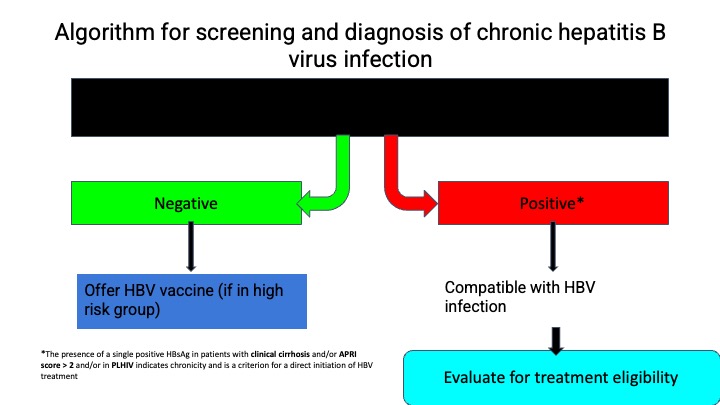 Algorithm for screening and diagnosis of chronic hepatitis B
virus infection
Negative
Positive*
Offer HBV vaccine (if in high
risk group)
Compatible with HBV
infection
*The presence of a single positive HBsAg in patients with clinical cirrhosis and/or APRI
score > 2 and/or in PLHIV indicates chronicity and is a criterion for a direct initiation of HBV
treatment
Evaluate for treatment eligibility